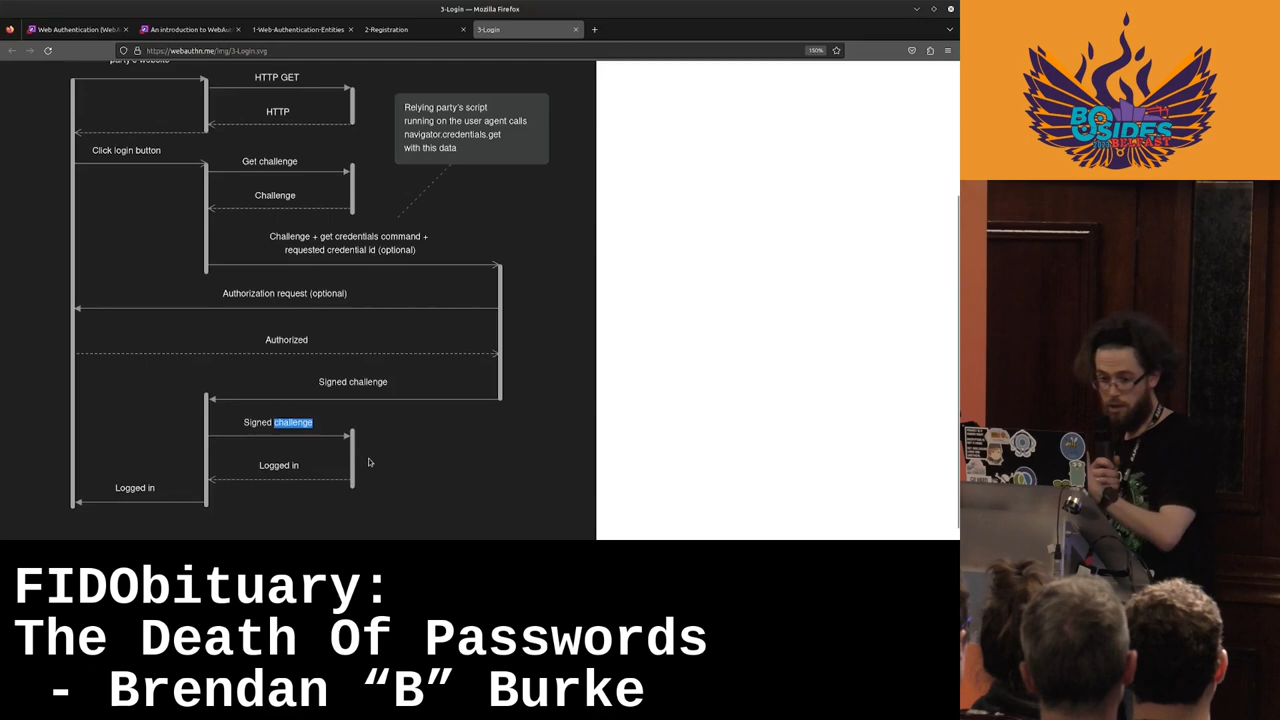 3-Login — Mozilla Firefox
Web Authentication (WebA
An introduction to WebAu
1-Web-Authentication-Entities
2-Registration
3-Login
https://webauthn.me/img/3-Login.svg
150%
party's website
HTTP GET
HTTP
Relying party's script
running on the user agent calls
navigator.credentials.get
with this data
Click login button
Get challenge
Challenge
Challenge + get credentials command +
requested credential id (optional)
Authorization request (optional)
Authorized
Signed challenge
Signed challenge
Logged in
Logged in
BSIDES
BELFAST
FIDObituary:
The Death Of Passwords
- Brendan “B” Burke